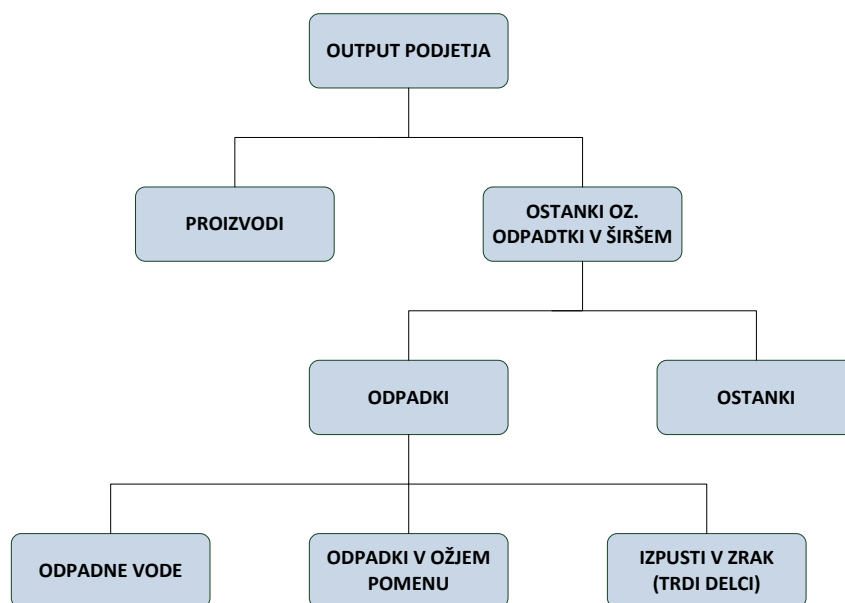 OUTPUT PODJETJA
PROIZVODI
OSTANKI OZ.
ODPADTKI V ŠIRŠEM
ODPADKI
OSTANKI
ODPADNE VODE
ODPADKI V OŽJEM
POMENU
IZPUSTI V ZRAK
(TRDI DELCI)